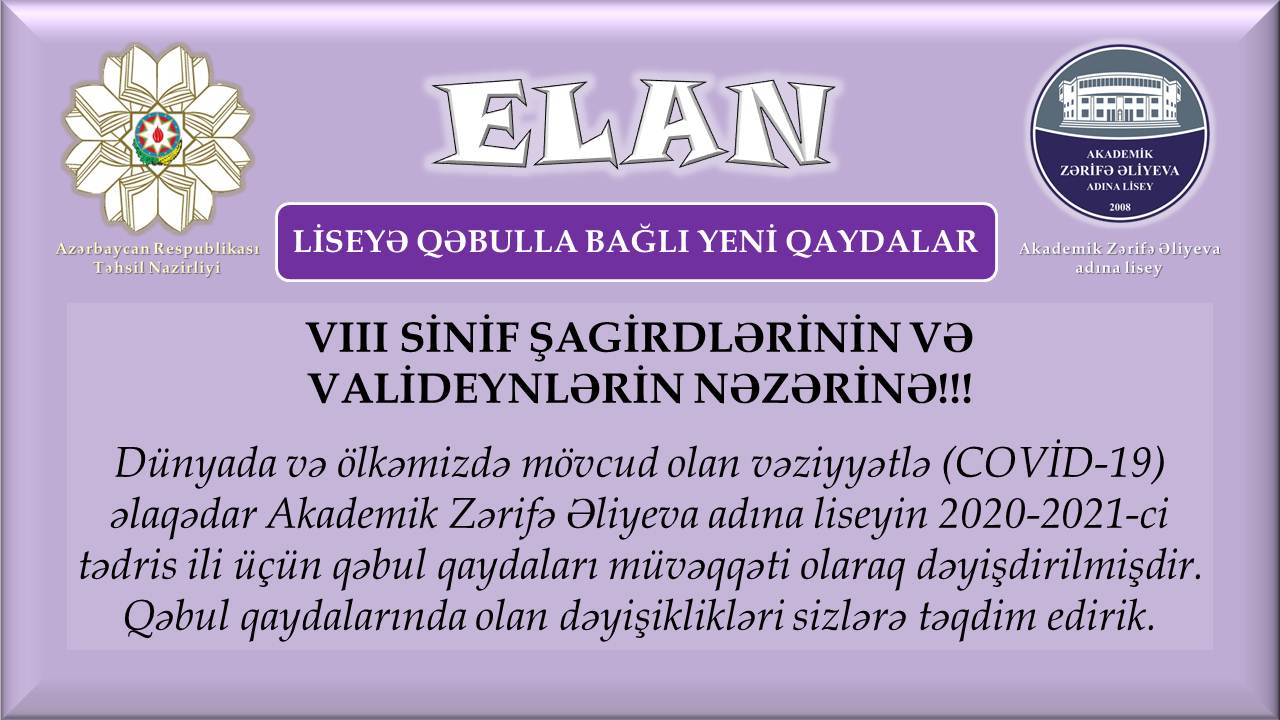 ELAN
Azərbaycan Respublikası
Təhsil Nazirliyi
LİSEYƏ QƏBULLA BAĞLI YENİ QAYDALAR
AKADEMİK
ZƏRİFƏ ƏLİYEVA
ADINA LİSEY
2008
Akademik Zərifə Əliyeva
adına lisey
VIII SİNİF ŞAGİRDLƏRİNİN VƏ
VALİDEYNLƏRİN NƏZƏRİNƏ!!!
Dünyada və ölkəmizdə mövcud olan vəziyyətlə (COVİD-19)
əlaqədar Akademik Zərifə Əliyeva adına liseyin 2020-2021-ci
tədris ili üçün qəbul qaydaları müvəqqəti olaraq dəyişdirilmişdir.
Qəbul qaydalarında olan dəyişiklikləri sizlərə təqdim edirik.